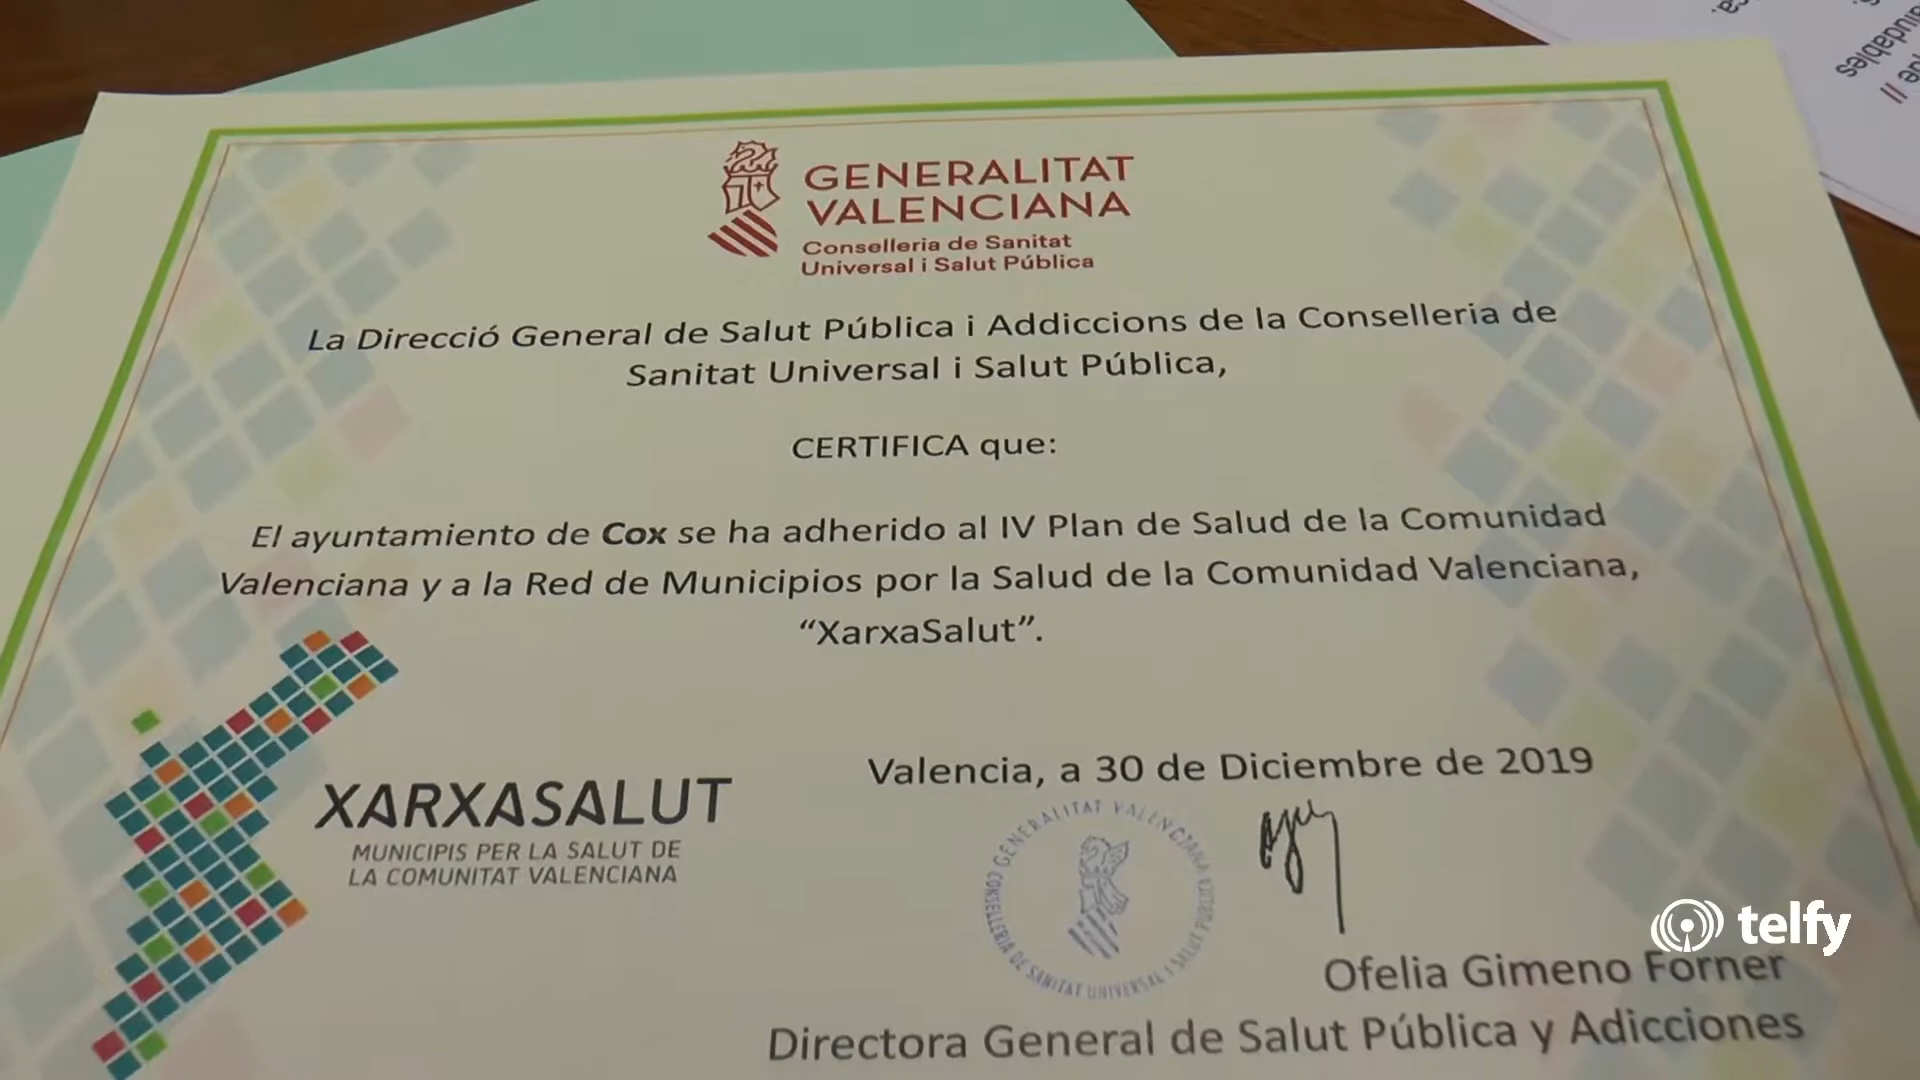 ca.
aludables
ue II
GENERALITAT
VALENCIANA
Conselleria de Sanitat
Universal i Salut Pública
La Direcció General de Salut Pública i Addiccions de la Conselleria de
Sanitat Universal i Salut Pública,
CERTIFICA que:
El ayuntamiento de Cox se ha adherido al IV Plan de Salud de la Comunidad
Valenciana y a la Red de Municipios por la Salud de la Comunidad Valenciana,
“XarxaSalut”.
XARXASALUT
MUNICIPIS PER LA SALUT DE
LA COMUNITAT VALENCIANA
Valencia, a 30 de Diciembre de 2019
GENERALITAT VALENCIANA
CONSELLERIA DE SANITAT UNIVERSAL I SALUT PÚBLICA
telfy
Ofelia Gimeno Forner
Directora General de Salut Pública y Adicciones